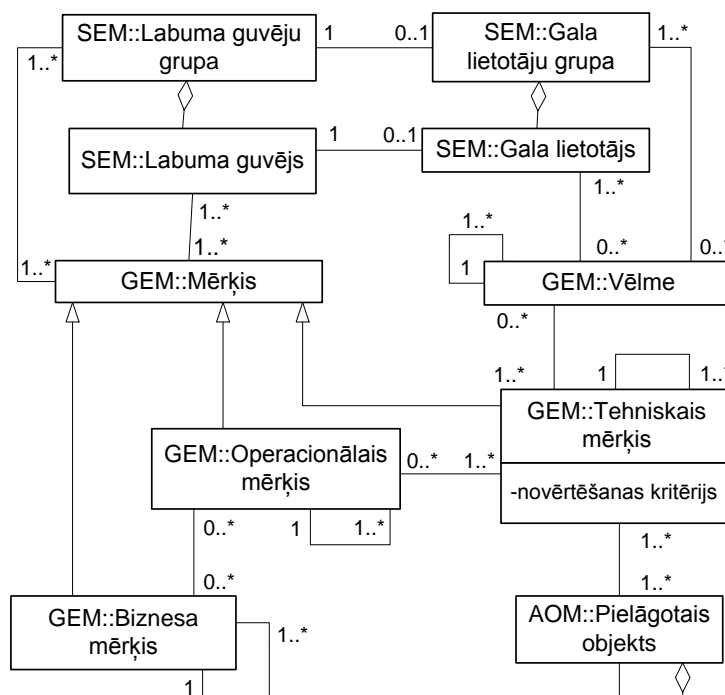 SEM::Labuma guvēju
grupa
1
0..1
SEM::Gala
lietotāju grupa
1..*
1..*
SEM::Labuma guvējs
1
0..1
SEM::Gala lietotājs
1..*
1..*
1..*
1..*
GEM::Mērķis
1..*
1
0..*
0..*
GEM::Vēlme
0..*
1..*
1
1..*
GEM::Tehniskais
mērķis
-novērtēšanas kritērijs
GEM::Operacionālais
mērķis
0..*
1..*
1
1..*
0..*
0..*
1..*
1..*
GEM::Biznesa
mērķis
1..*
1
AOM::Pielāgotais
objekts